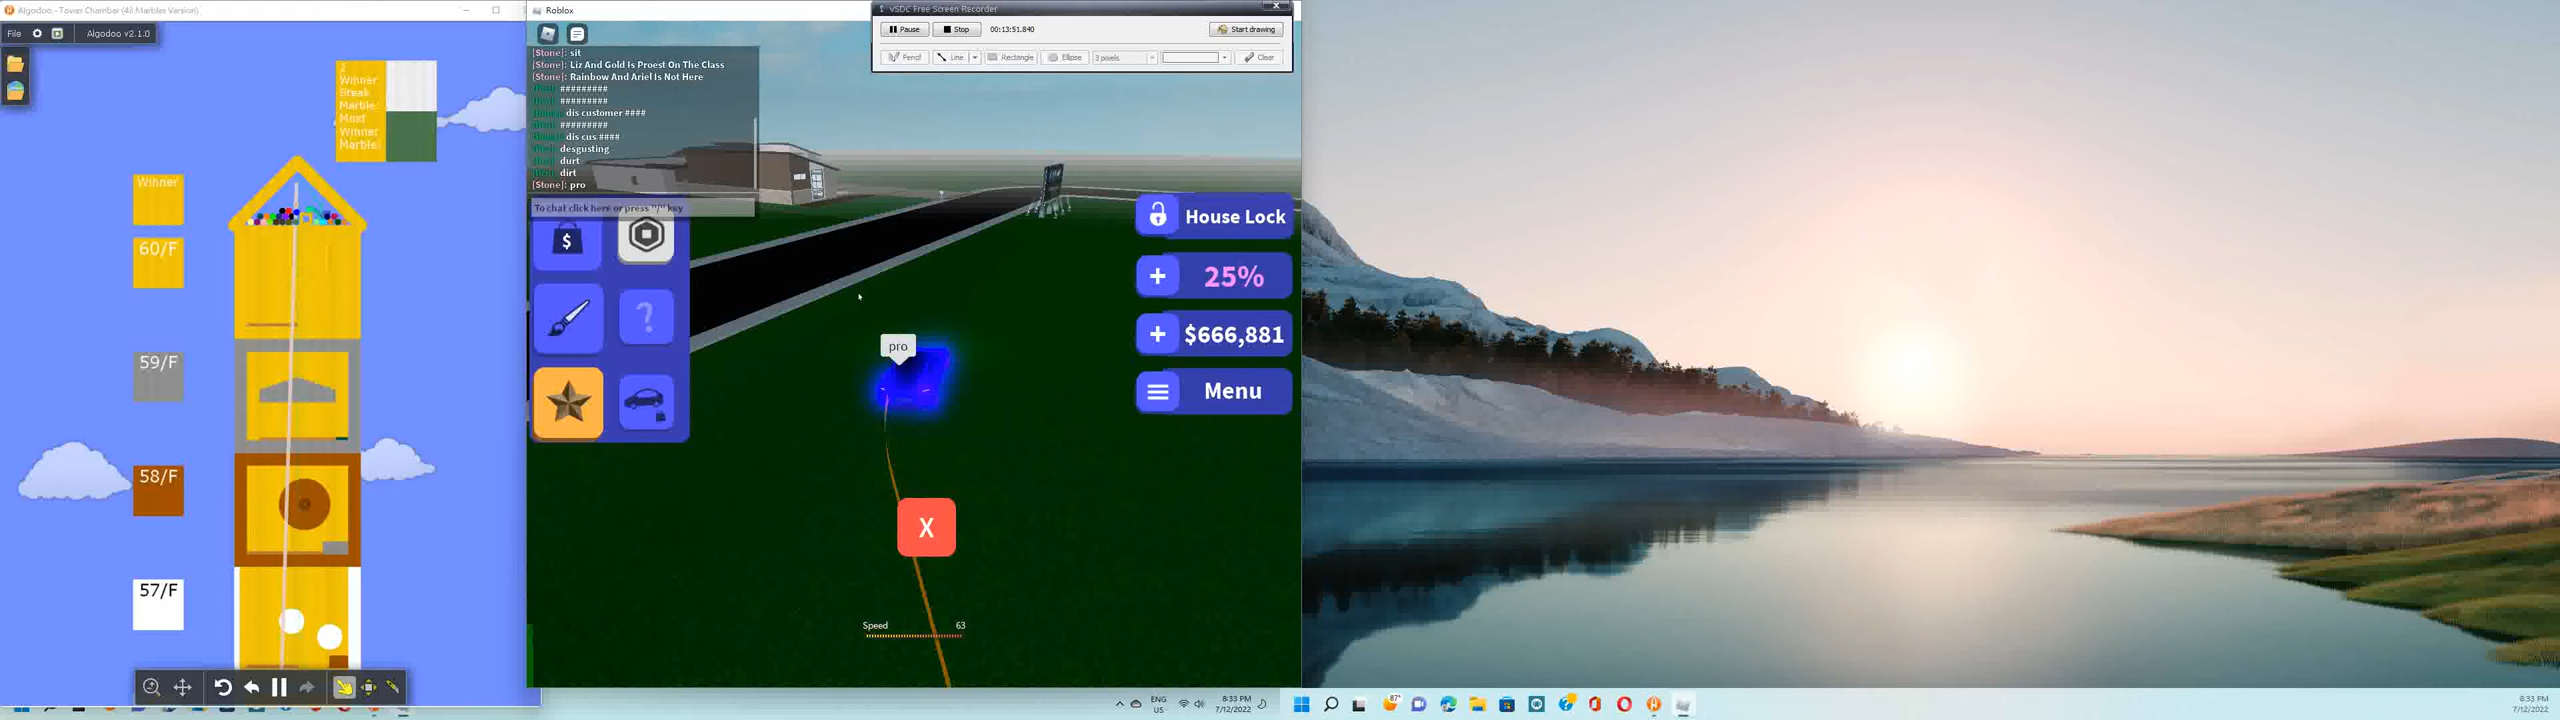 Algodoo - Tower Chamber (43 Marbles Version)
File
Algodoo v2.1.0
2
Winner
Steak
Marble:
Most
Winner
Marble:
Winner
60/F
59/F
58/F
57/F
Roblox
[Stone]: sit
[Stone]: Liz And Gold Is Proest On The Class
[Stone]: Rainbow And Ariel Is Not Here
#########
#########
dis customer ####
#########
dis cus ####
desgusting
durt
dirt
[Stone]: pro
To chat click here or press "/" key
$
?
VSDC Free Screen Recorder
Pause
Stop
00:13:51.840
Start drawing
Pencil
Line
Rectangle
Ellipse
3 pixels
Clear
House Lock
+ 25%
+ $666,881
Menu
pro
X
Speed 63
ENG
US
8:33 PM
7/12/2022
87°
8:33 PM
7/12/2022